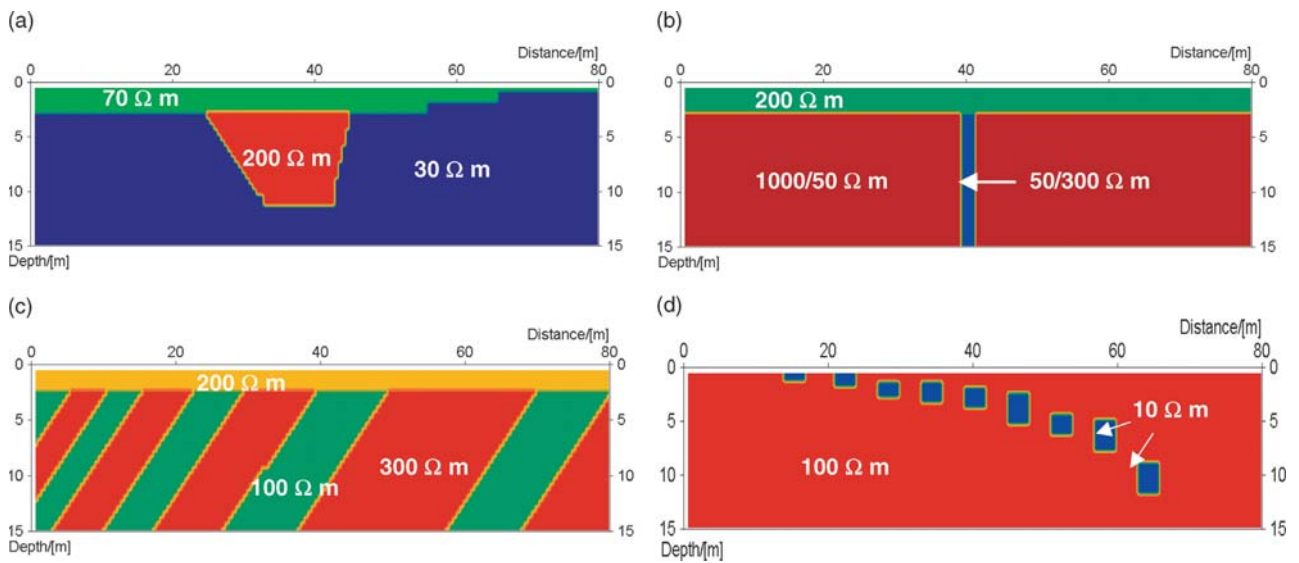 (a)
Distance/[m]
0 20 40 60 80
0 0
70 Ω m
5 5
200 Ω m
30 Ω m
10 10
15 15
Depth/[m]
(b)
Distance/[m]
0 20 40 60 80
0 0
200 Ω m
5 5
1000/50 Ω m 50/300 Ω m
10 10
15 15
Depth/[m]
(c)
Distance/[m]
0 20 40 60 80
0 0
200 Ω m
5 5
300 Ω m
10 10
100 Ω m
15 15
Depth/[m]
(d)
Distance/[m]
0 20 40 60 80
0 0
10 Ω m
5 5
100 Ω m
10 10
15 15
Depth/[m]